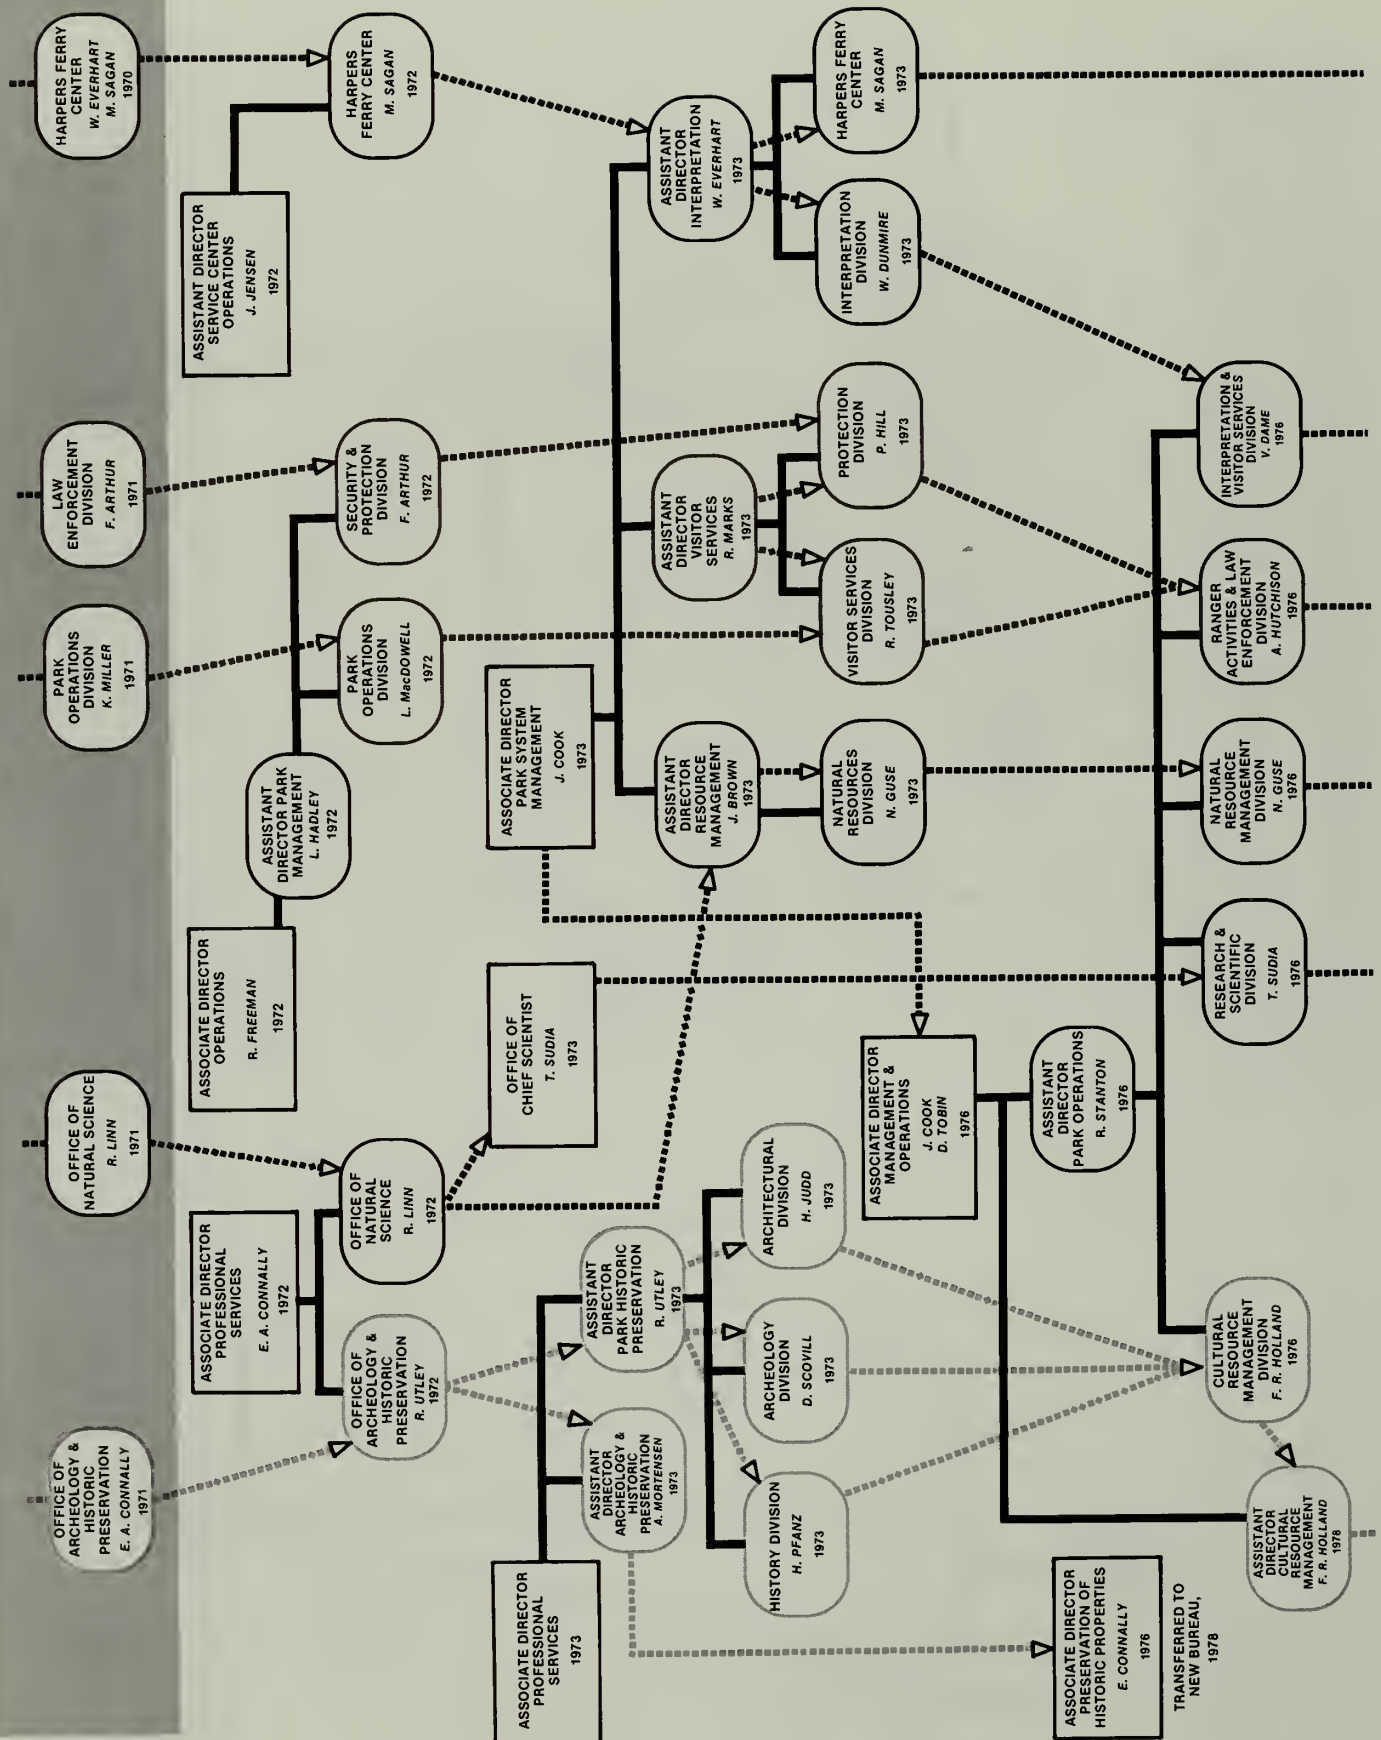 OFFICE OF
ARCHEOLOGY &
HISTORIC
PRESERVATION
E. A. CONNALLY
1971
OFFICE OF
NATURAL SCIENCE
R. LINN
1971
PARK
OPERATIONS
DIVISION
K. MILLER
1971
LAW
ENFORCEMENT
DIVISION
F. ARTHUR
1971
HARPERS FERRY
CENTER
W. EVERHART
M. SAGAN
1970
ASSOCIATE DIRECTOR
PROFESSIONAL
SERVICES
E. A. CONNALLY
1972
ASSOCIATE DIRECTOR
OPERATIONS
R. FREEMAN
1972
ASSISTANT
DIRECTOR PARK
MANAGEMENT
L. HADLEY
1972
ASSISTANT DIRECTOR
SERVICE CENTER
OPERATIONS
J. JENSEN
1972
OFFICE OF
ARCHEOLOGY &
HISTORIC
PRESERVATION
R. UTLEY
1972
OFFICE OF
NATURAL
SCIENCE
R. LINN
1972
PARK
OPERATIONS
DIVISION
L. MacDOWELL
1972
SECURITY &
PROTECTION
DIVISION
F. ARTHUR
1972
HARPERS
FERRY CENTER
M. SAGAN
1972
ASSOCIATE DIRECTOR
PROFESSIONAL
SERVICES
1973
OFFICE OF
CHIEF SCIENTIST
T. SUDIA
1973
ASSOCIATE DIRECTOR
PARK SYSTEM
MANAGEMENT
J. COOK
1973
ASSISTANT
DIRECTOR
ARCHEOLOGY &
HISTORIC
PRESERVATION
A. MORTENSEN
1973
ASSISTANT
DIRECTOR
PARK HISTORIC
PRESERVATION
R. UTLEY
1973
ASSISTANT
DIRECTOR
RESOURCE
MANAGEMENT
J. BROWN
1973
ASSISTANT
DIRECTOR
VISITOR
SERVICES
R. MARKS
1973
ASSISTANT
DIRECTOR
INTERPRETATION
W. EVERHART
1973
HISTORY DIVISION
H. PFANZ
1973
ARCHEOLOGY
DIVISION
D. SCOVILL
1973
ARCHITECTURAL
DIVISION
H. JUDD
1973
NATURAL
RESOURCES
DIVISION
N. GUSE
1973
VISITOR SERVICES
DIVISION
R. TOUSLEY
1973
PROTECTION
DIVISION
P. HILL
1973
INTERPRETATION
DIVISION
W. DUNMIRE
1973
HARPERS FERRY
CENTER
M. SAGAN
1973
ASSOCIATE DIRECTOR
MANAGEMENT &
OPERATIONS
J. COOK
D. TOBIN
1976
ASSISTANT
DIRECTOR
PARK OPERATIONS
R. STANTON
1976
ASSOCIATE DIRECTOR
PRESERVATION OF
HISTORIC PROPERTIES
E. CONNALLY
1976
TRANSFERRED TO
NEW BUREAU,
1978
CULTURAL
RESOURCE
MANAGEMENT
DIVISION
F. R. HOLLAND
1976
RESEARCH &
SCIENTIFIC
DIVISION
T. SUDIA
1976
NATURAL
RESOURCE
MANAGEMENT
DIVISION
N. GUSE
1976
RANGER
ACTIVITIES & LAW
ENFORCEMENT
DIVISION
A. HUTCHISON
1976
INTERPRETATION &
VISITOR SERVICES
DIVISION
V. DAME
1976
ASSISTANT
DIRECTOR
CULTURAL
RESOURCE
MANAGEMENT
F. R. HOLLAND
1978